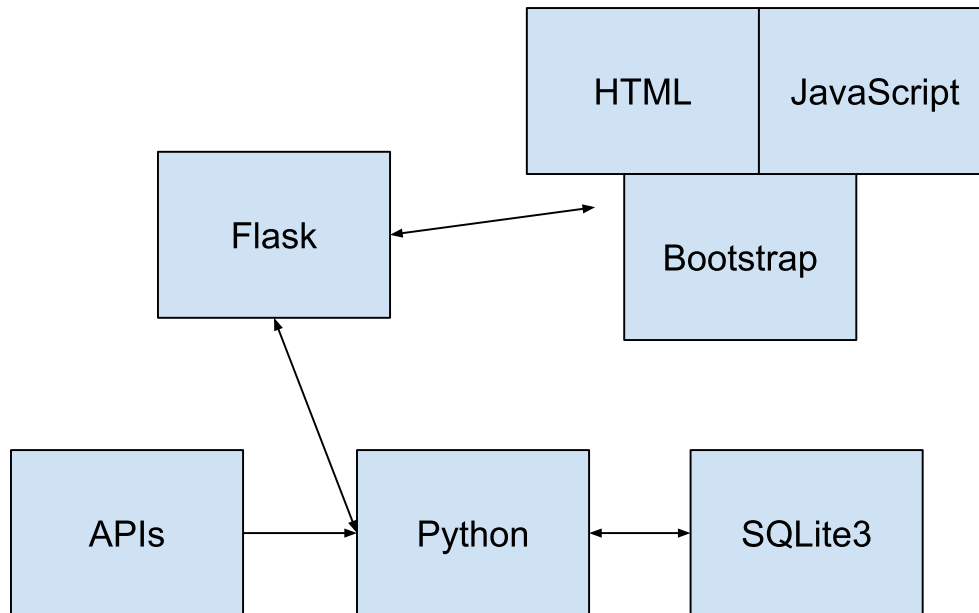 HTML
JavaScript
Flask
Bootstrap
APIs
Python
SQLite3